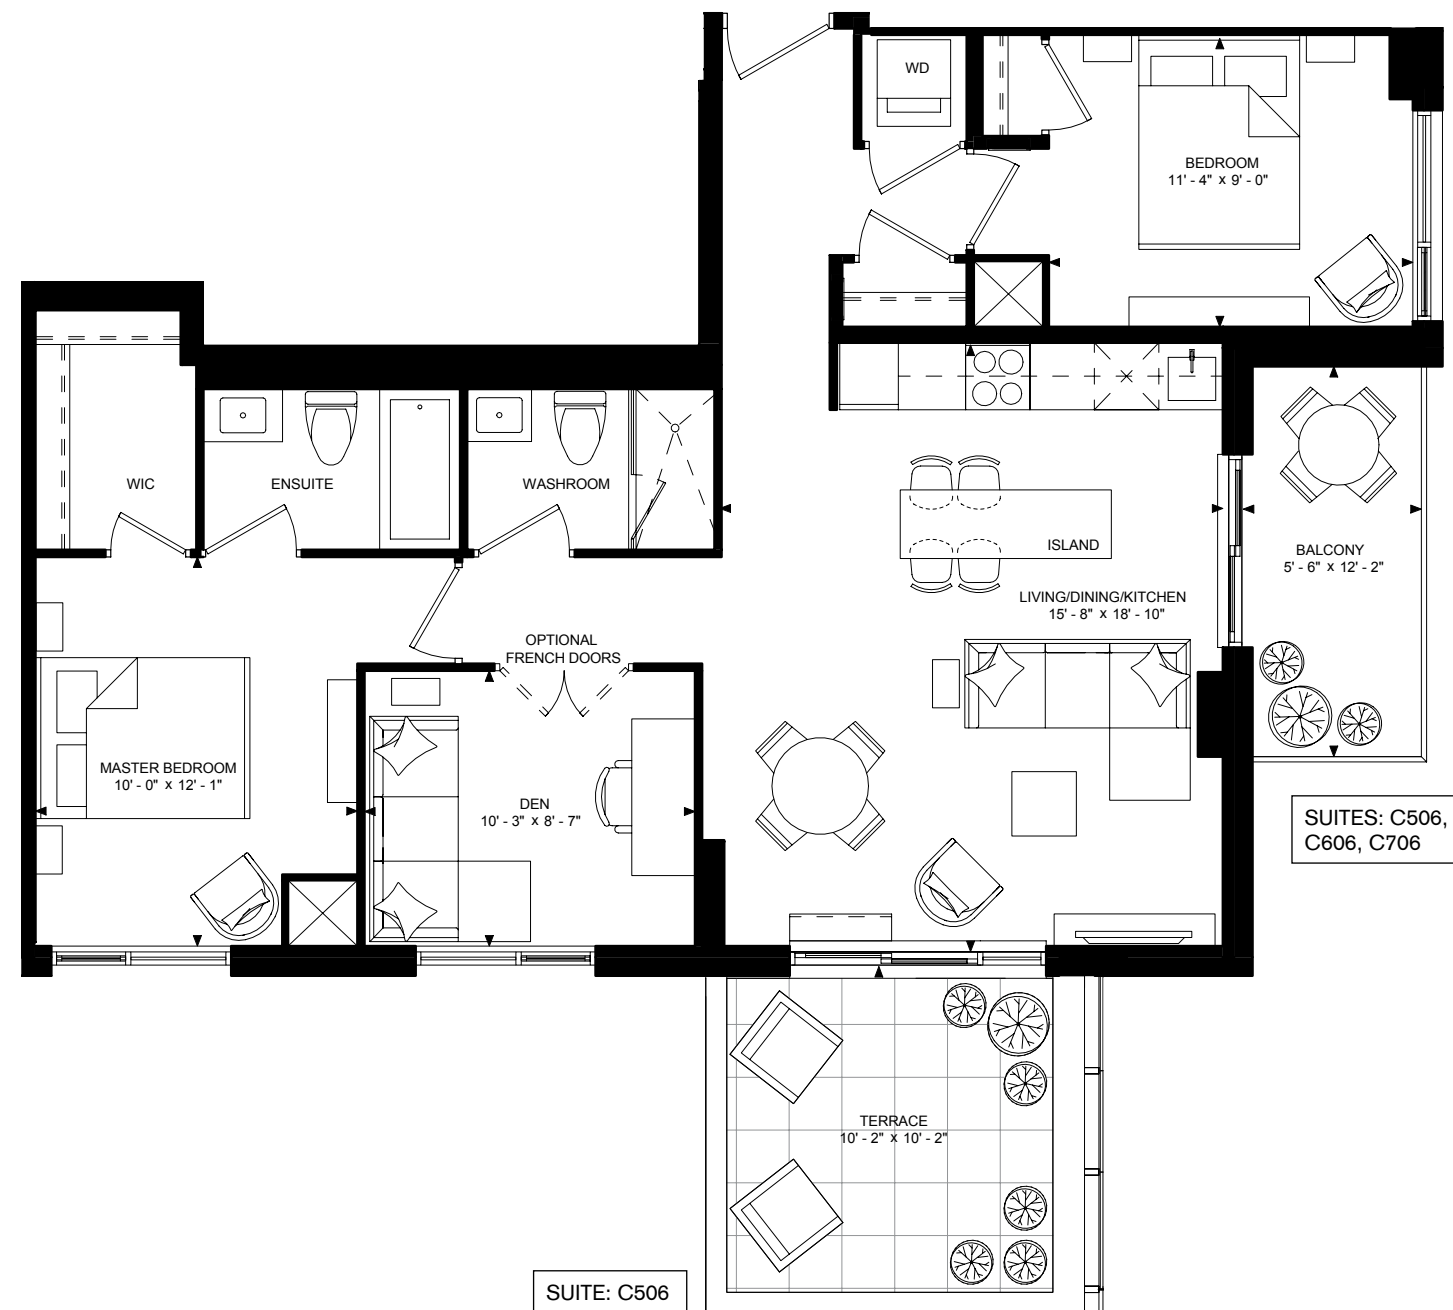 WD
BEDROOM
11' - 4" x 9' - 0"
WIC
ENSUITE
WASHROOM
ISLAND
BALCONY
5' - 6" x 12' - 2"
LIVING/DINING/KITCHEN
15' - 8" x 18' - 10"
OPTIONAL
FRENCH DOORS
MASTER BEDROOM
10' - 0" x 12' - 1"
DEN
10' - 3" x 8' - 7"
SUITES: C506,
C606, C706
TERRACE
10' - 2" x 10' - 2"
SUITE: C506